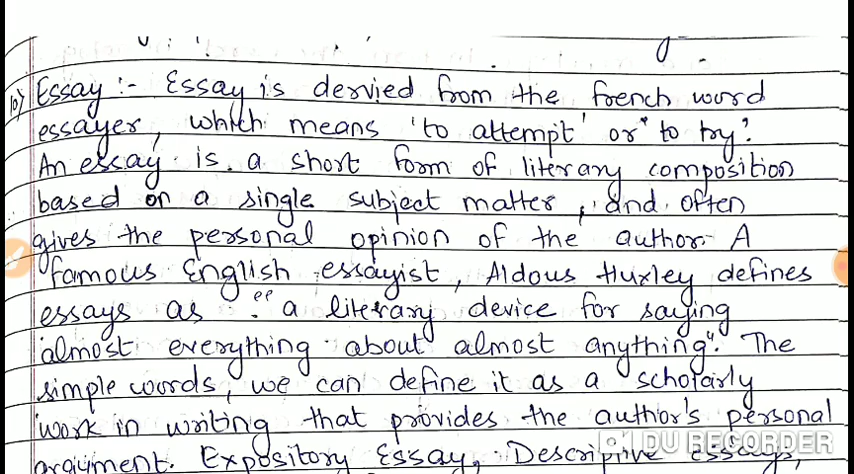 10) Essay :- Essay is dervied from the french word
essayer, which means 'to attempt' or "to try".
An essay is a short form of literary composition
based on a single subject matter, and often
gives the personal opinion of the author. A
famous English essayist, Aldous Huxley defines
essays as "a literary device for saying
almost everything about almost anything". The
simple words, we can define it as a scholarly
work in writing that provides the author's personal
argument. Expository Essay, Descriptive essays,
DU RECORDER